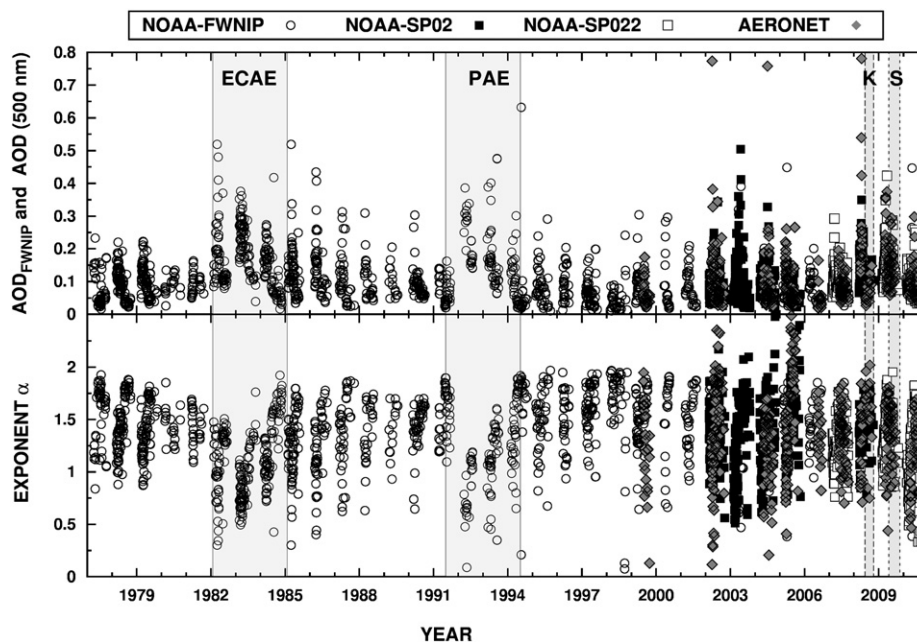 NOAA-FWNIP NOAA-SP02 NOAA-SP022 AERONET
AOD_FWNIP and AOD (500 nm)
0.8
0.7
0.6
0.5
0.4
0.3
0.2
0.1
0
ECAE PAE K S
EXPONENT α
2
1.5
1
0.5
0
1979 1982 1985 1988 1991 1994 1997 2000 2003 2006 2009
YEAR